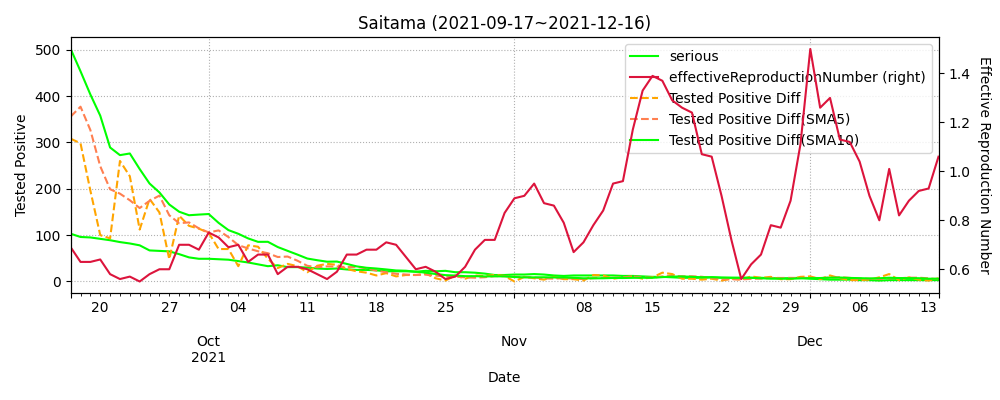 Saitama (2021-09-17~2021-12-16)
serious
effectiveReproductionNumber (right)
Tested Positive Diff
Tested Positive Diff(SMA5)
Tested Positive Diff(SMA10)
Tested Positive
500
400
300
200
100
0
1.4
1.2
1.0
0.8
0.6
Effective Reproduction Number
20 27 04 11 18 25 08 15 22 29 06 13
Oct Nov Dec
2021
Date